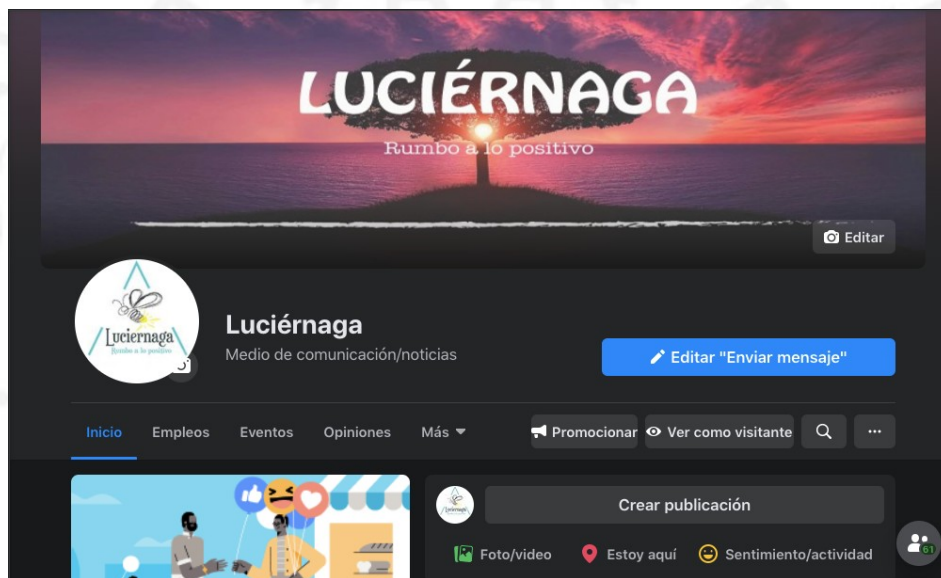 LUCIÉRNAGA
Rumbo a lo positivo
Editar
Luciernaga
Rumbo a lo positivo
Luciérnaga
Medio de comunicación/noticias
Editar "Enviar mensaje"
Inicio Empleos Eventos Opiniones Más Promocionar Ver como visitante
Crear publicación
Foto/video Estoy aquí Sentimiento/actividad
61